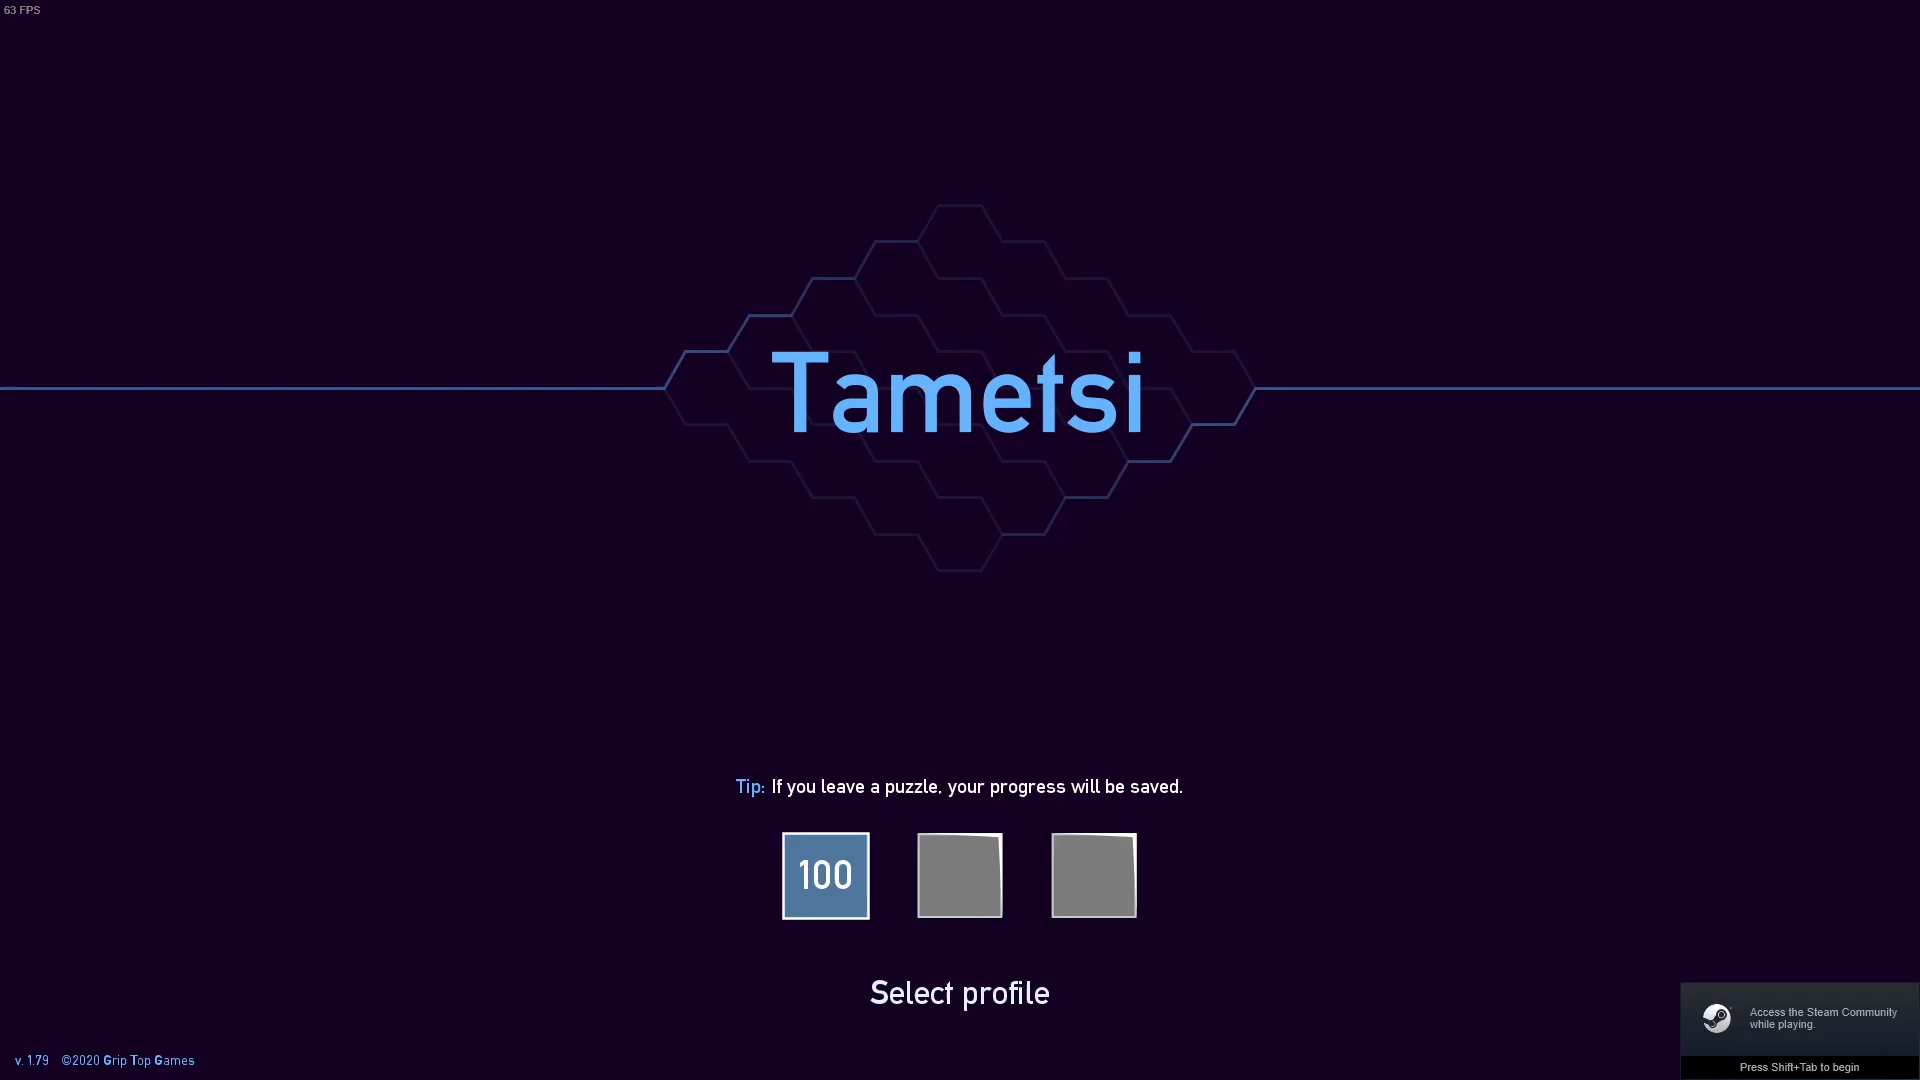 63 FPS
Tametsi
Tip: If you leave a puzzle, your progress will be saved.
100
Select profile
Access the Steam Community
while playing.
Press Shift+Tab to begin
v. 1.79 ©2020 Grip Top Games